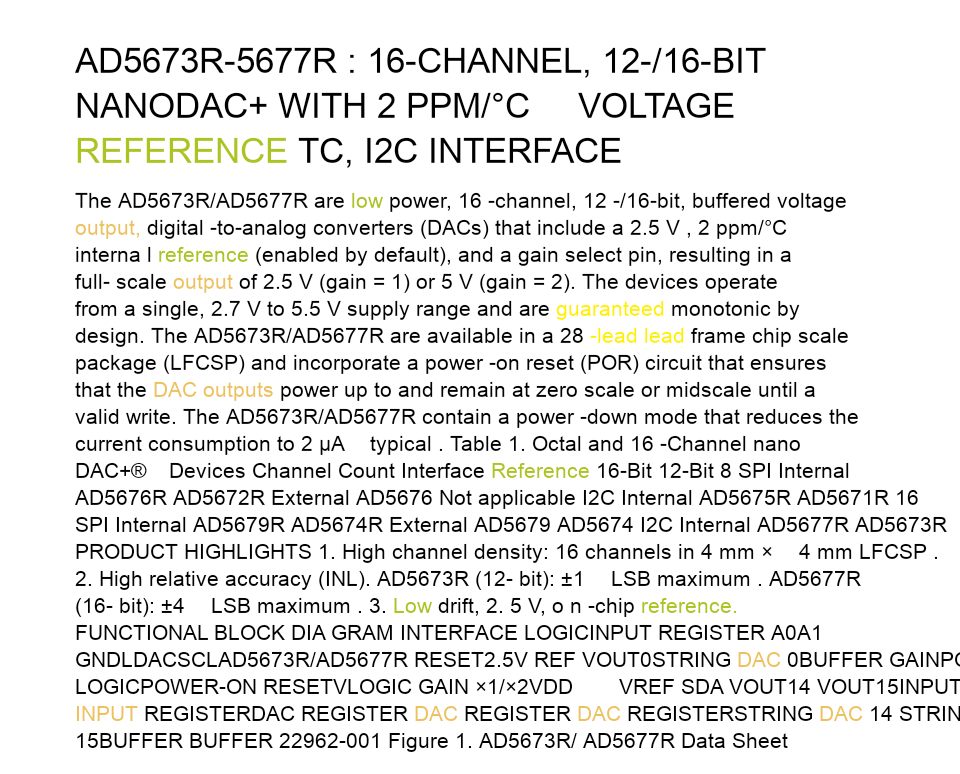 AD5673R-5677R : 16-CHANNEL, 12-/16-BIT
NANODAC+ WITH 2 PPM/°C VOLTAGE
REFERENCE TC, I2C INTERFACE
The AD5673R/AD5677R are low power, 16 -channel, 12 -/16-bit, buffered voltage
output, digital -to-analog converters (DACs) that include a 2.5 V , 2 ppm/°C
interna l reference (enabled by default), and a gain select pin, resulting in a
full- scale output of 2.5 V (gain = 1) or 5 V (gain = 2). The devices operate
from a single, 2.7 V to 5.5 V supply range and are guaranteed monotonic by
design. The AD5673R/AD5677R are available in a 28 -lead lead frame chip scale
package (LFCSP) and incorporate a power -on reset (POR) circuit that ensures
that the DAC outputs power up to and remain at zero scale or midscale until a
valid write. The AD5673R/AD5677R contain a power -down mode that reduces the
current consumption to 2 µA typical . Table 1. Octal and 16 -Channel nano
DAC+® Devices Channel Count Interface Reference 16-Bit 12-Bit 8 SPI Internal
AD5676R AD5672R External AD5676 Not applicable I2C Internal AD5675R AD5671R 16
SPI Internal AD5679R AD5674R External AD5679 AD5674 I2C Internal AD5677R AD5673R
PRODUCT HIGHLIGHTS 1. High channel density: 16 channels in 4 mm × 4 mm LFCSP .
2. High relative accuracy (INL). AD5673R (12- bit): ±1 LSB maximum . AD5677R
(16- bit): ±4 LSB maximum . 3. Low drift, 2. 5 V, o n -chip reference.
FUNCTIONAL BLOCK DIA GRAM INTERFACE LOGICINPUT REGISTER A0A1
GNDLDACSCLAD5673R/AD5677R RESET2.5V REF VOUT0STRING DAC 0BUFFER GAINPO
LOGICPOWER-ON RESETVLOGIC GAIN ×1/×2VDD VREF SDA VOUT14 VOUT15INPUT
INPUT REGISTERDAC REGISTER DAC REGISTER DAC REGISTERSTRING DAC 14 STRIN
15BUFFER BUFFER 22962-001 Figure 1. AD5673R/ AD5677R Data Sheet